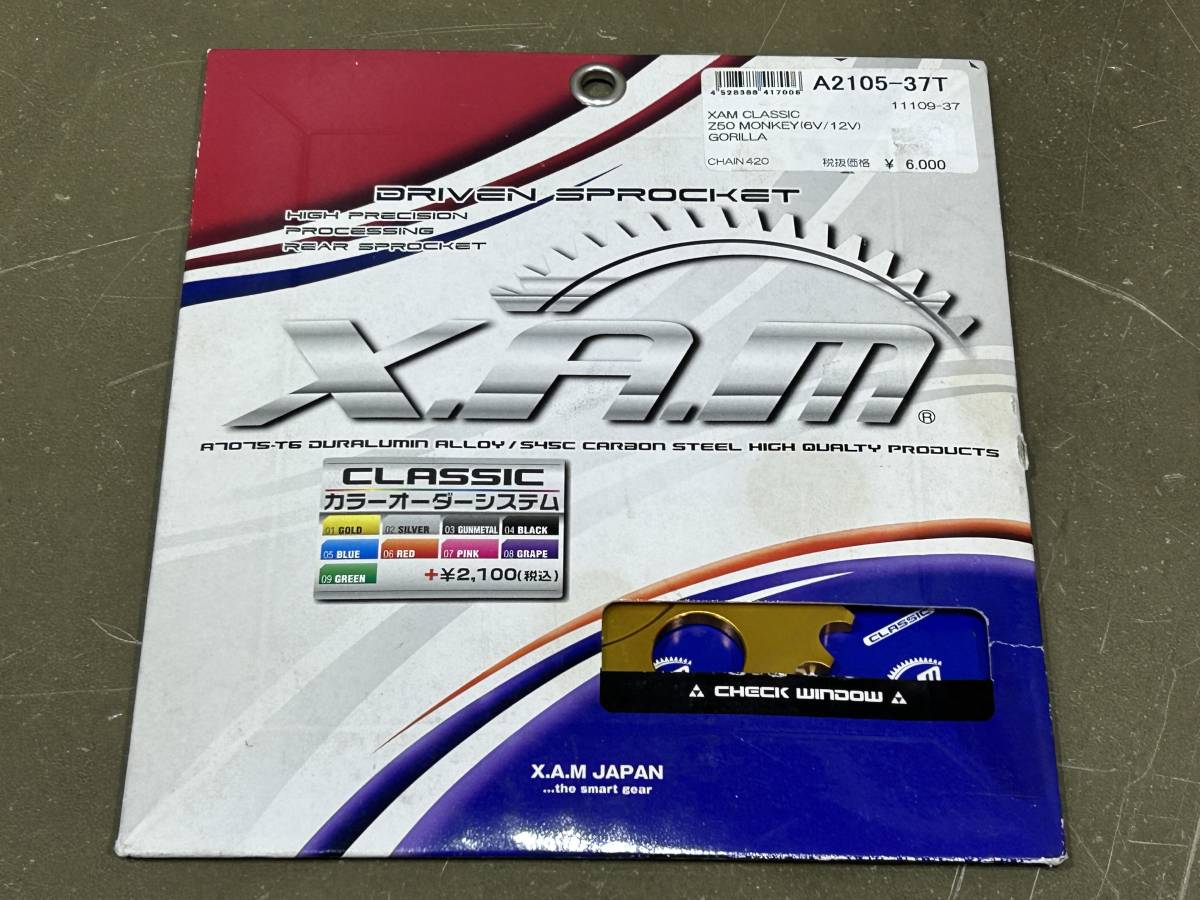 4 528388 417006
A2105-37T
11109-37
XAM CLASSIC
Z50 MONKEY(6V/12V)
GORILLA
CHAIN 420 税抜価格 ¥ 6,000
DRIVEN SPROCKET
HIGH PRECISION
PROCESSING
REAR SPROCKET
X.A.M®
A7075-T6 DURALUMIN ALLOY/S45C CARBON STEEL HIGH QUALTY PRODUCTS
CLASSIC
カラーオーダーシステム
01 GOLD 02 SILVER 03 GUNMETAL 04 BLACK
05 BLUE 06 RED 07 PINK 08 GRAPE
09 GREEN +¥2,100(税込)
CLASSIC
CHECK WINDOW
X.A.M JAPAN
...the smart gear